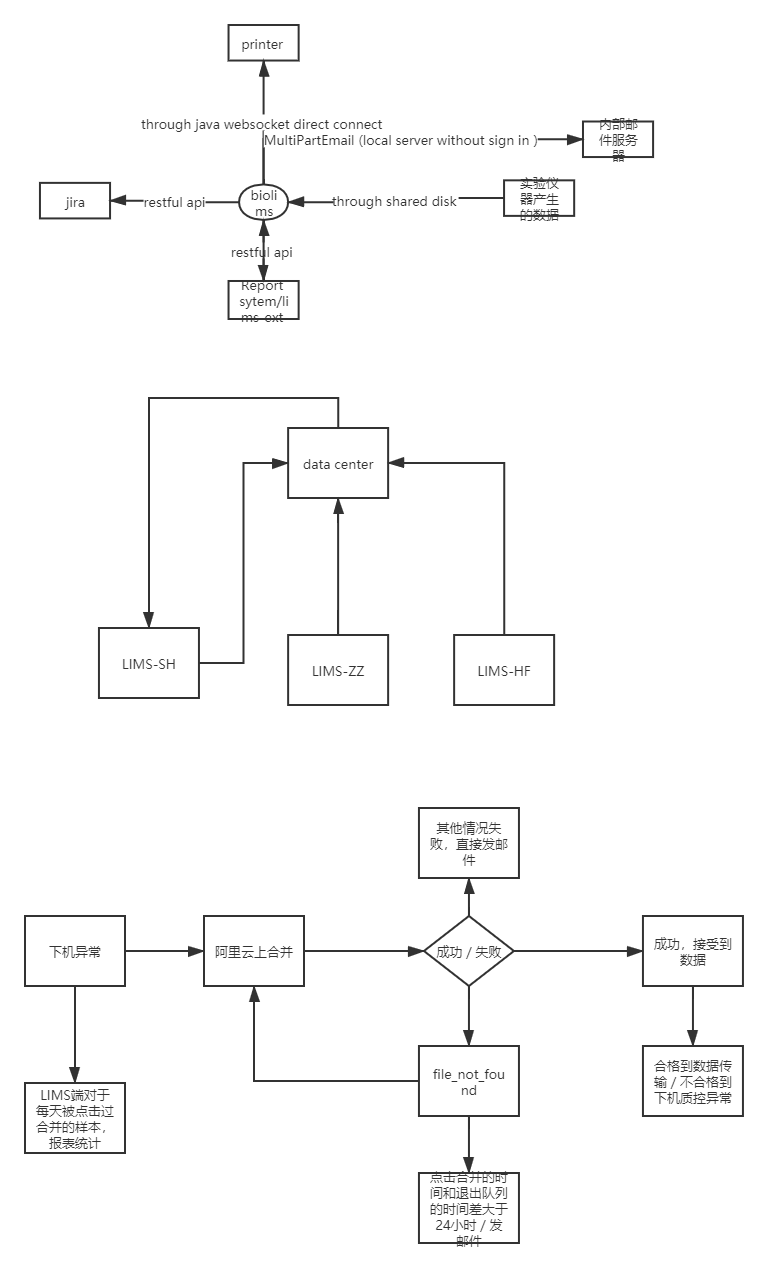 printer
through java websocket direct connect
MultiPartEmail (local server without sign in )
内部邮
件服务
器
jira
restful api
bioli
ms
through shared disk
实验仪
器产生
的数据
restful api
Report
sytem/li
ms-ext
data center
LIMS-SH
LIMS-ZZ
LIMS-HF
其他情况失
败，直接发邮
件
下机异常
阿里云上合并
成功 / 失败
成功，接受到
数据
file_not_fou
nd
合格到数据传
输 / 不合格到
下机质控异常
LIMS端对于
每天被点击过
合并的样本，
报表统计
点击合并的时
间和退出队列
的时间差大于
24小时 / 发
邮件